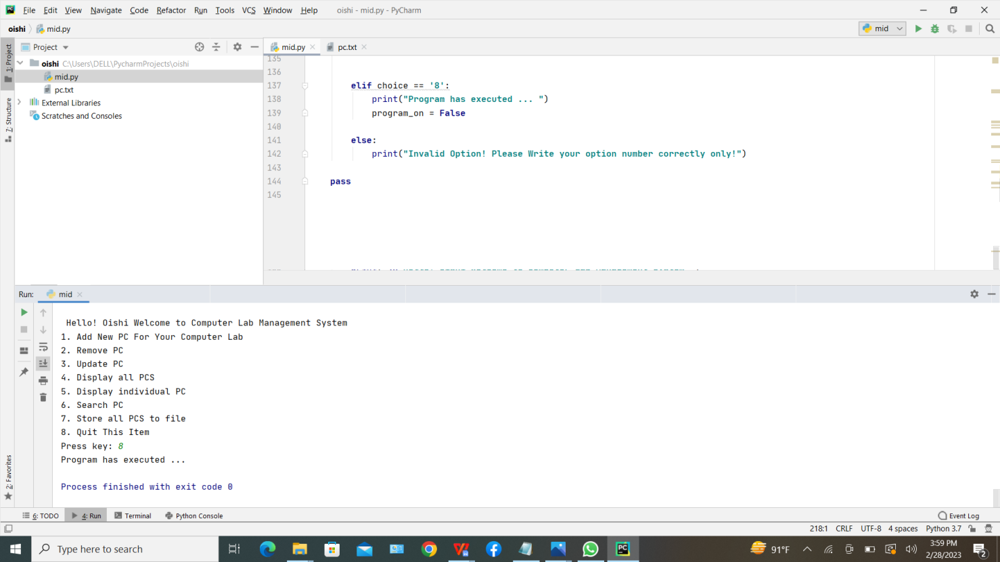 File Edit View Navigate Code Refactor Run Tools VCS Window Help oishi - mid.py - PyCharm
oishi mid.py
mid
1: Project
Project
mid.py
pc.txt
oishi C:\Users\DELL\PycharmProjects\oishi
mid.py
pc.txt
External Libraries
Scratches and Consoles
7: Structure
135
136
137 elif choice == '8':
138 print("Program has executed ... ")
139 program_on = False
140
141 else:
142 print("Invalid Option! Please Write your option number correctly only!")
143
144 pass
145
Run: mid
Hello! Oishi Welcome to Computer Lab Management System
1. Add New PC For Your Computer Lab
2. Remove PC
3. Update PC
4. Display all PCS
5. Display individual PC
6. Search PC
7. Store all PCS to file
8. Quit This Item
Press key: 8
Program has executed ...
Process finished with exit code 0
2: Favorites
6: TODO 4: Run Terminal Python Console Event Log
218:1 CRLF UTF-8 4 spaces Python 3.7
Type here to search
91°F
3:59 PM
2/28/2023
2